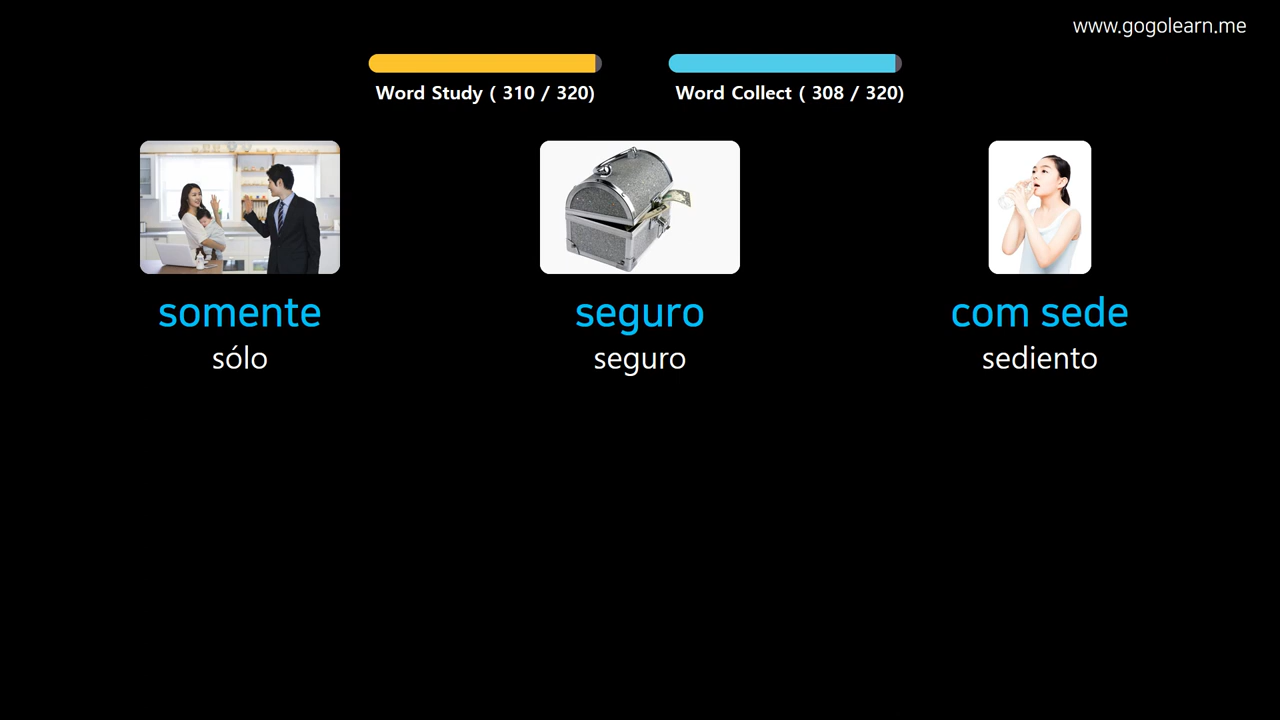 www.gogolearn.me
Word Study ( 310 / 320)
Word Collect ( 308 / 320)
somente
sólo
seguro
seguro
com sede
sediento